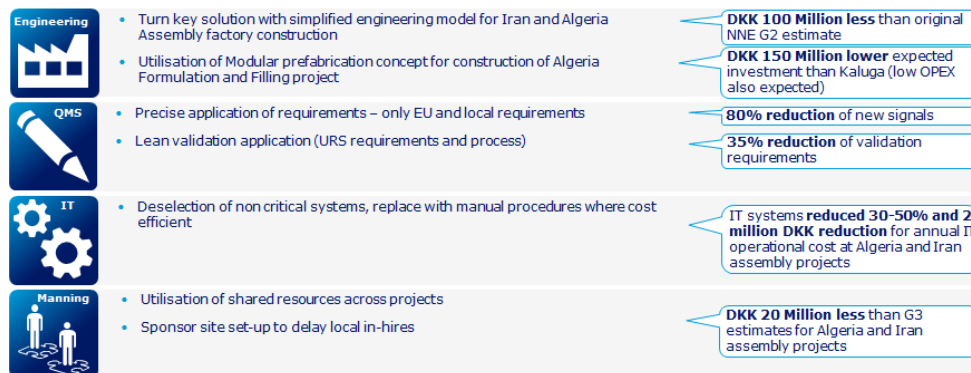 Engineering
• Turn key solution with simplified engineering model for Iran and Algeria
Assembly factory construction
• Utilisation of Modular prefabrication concept for construction of Algeria
Formulation and Filling project
DKK 100 Million less than original
NNE G2 estimate
DKK 150 Million lower expected
investment than Kaluga (low OPEX
also expected)
QMS
• Precise application of requirements – only EU and local requirements
• Lean validation application (URS requirements and process)
80% reduction of new signals
35% reduction of validation
requirements
IT
• Deselection of non critical systems, replace with manual procedures where cost
efficient
IT systems reduced 30-50% and 2
million DKK reduction for annual
operational cost at Algeria and Iran
assembly projects
Manning
• Utilisation of shared resources across projects
• Sponsor site set-up to delay local in-hires
DKK 20 Million less than G3
estimates for Algeria and Iran
assembly projects